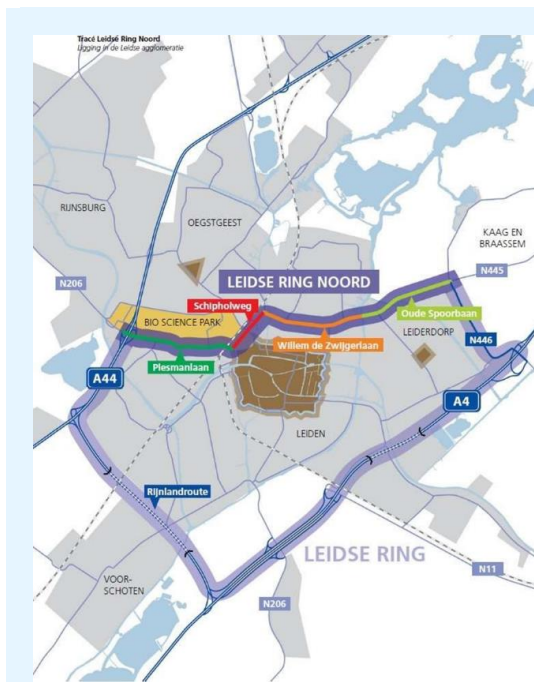 Tracé Leidse Ring Noord
Ligging in de Leidse agglomeratie
RIJNSBURG
OEGSTGEEST
KAAG EN
BRAASSEM
N206
LEIDSE RING NOORD
N445
Schipholweg
BIO SCIENCE PARK
Oude Spoorbaan
LEIDERDORP
N446
Willem de Zwijgerlaan
Plesmanlaan
A44
A4
LEIDEN
Rijnlandroute
LEIDSE RING
N11
VOOR-
SCHOTEN
N206